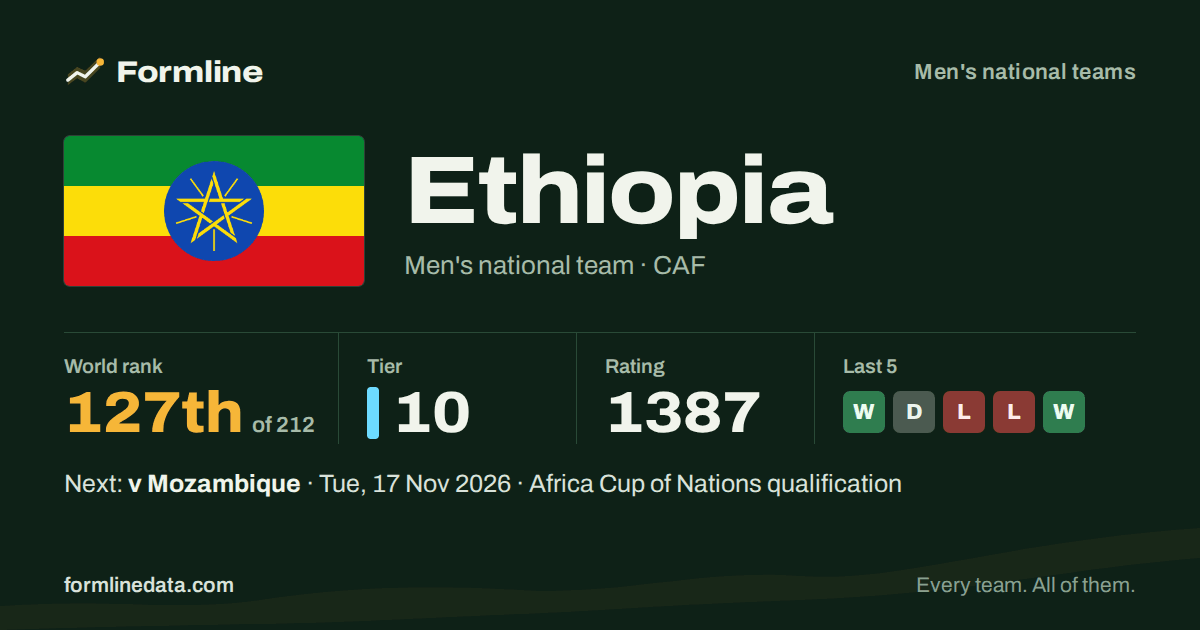 Formline
Men's national teams
Ethiopia
Men's national team · CAF
World rank
127th of 212
Tier
10
Rating
1387
Last 5
W D L L W
Next: v Mozambique · Tue, 17 Nov 2026 · Africa Cup of Nations qualification
formlinedata.com
Every team. All of them.